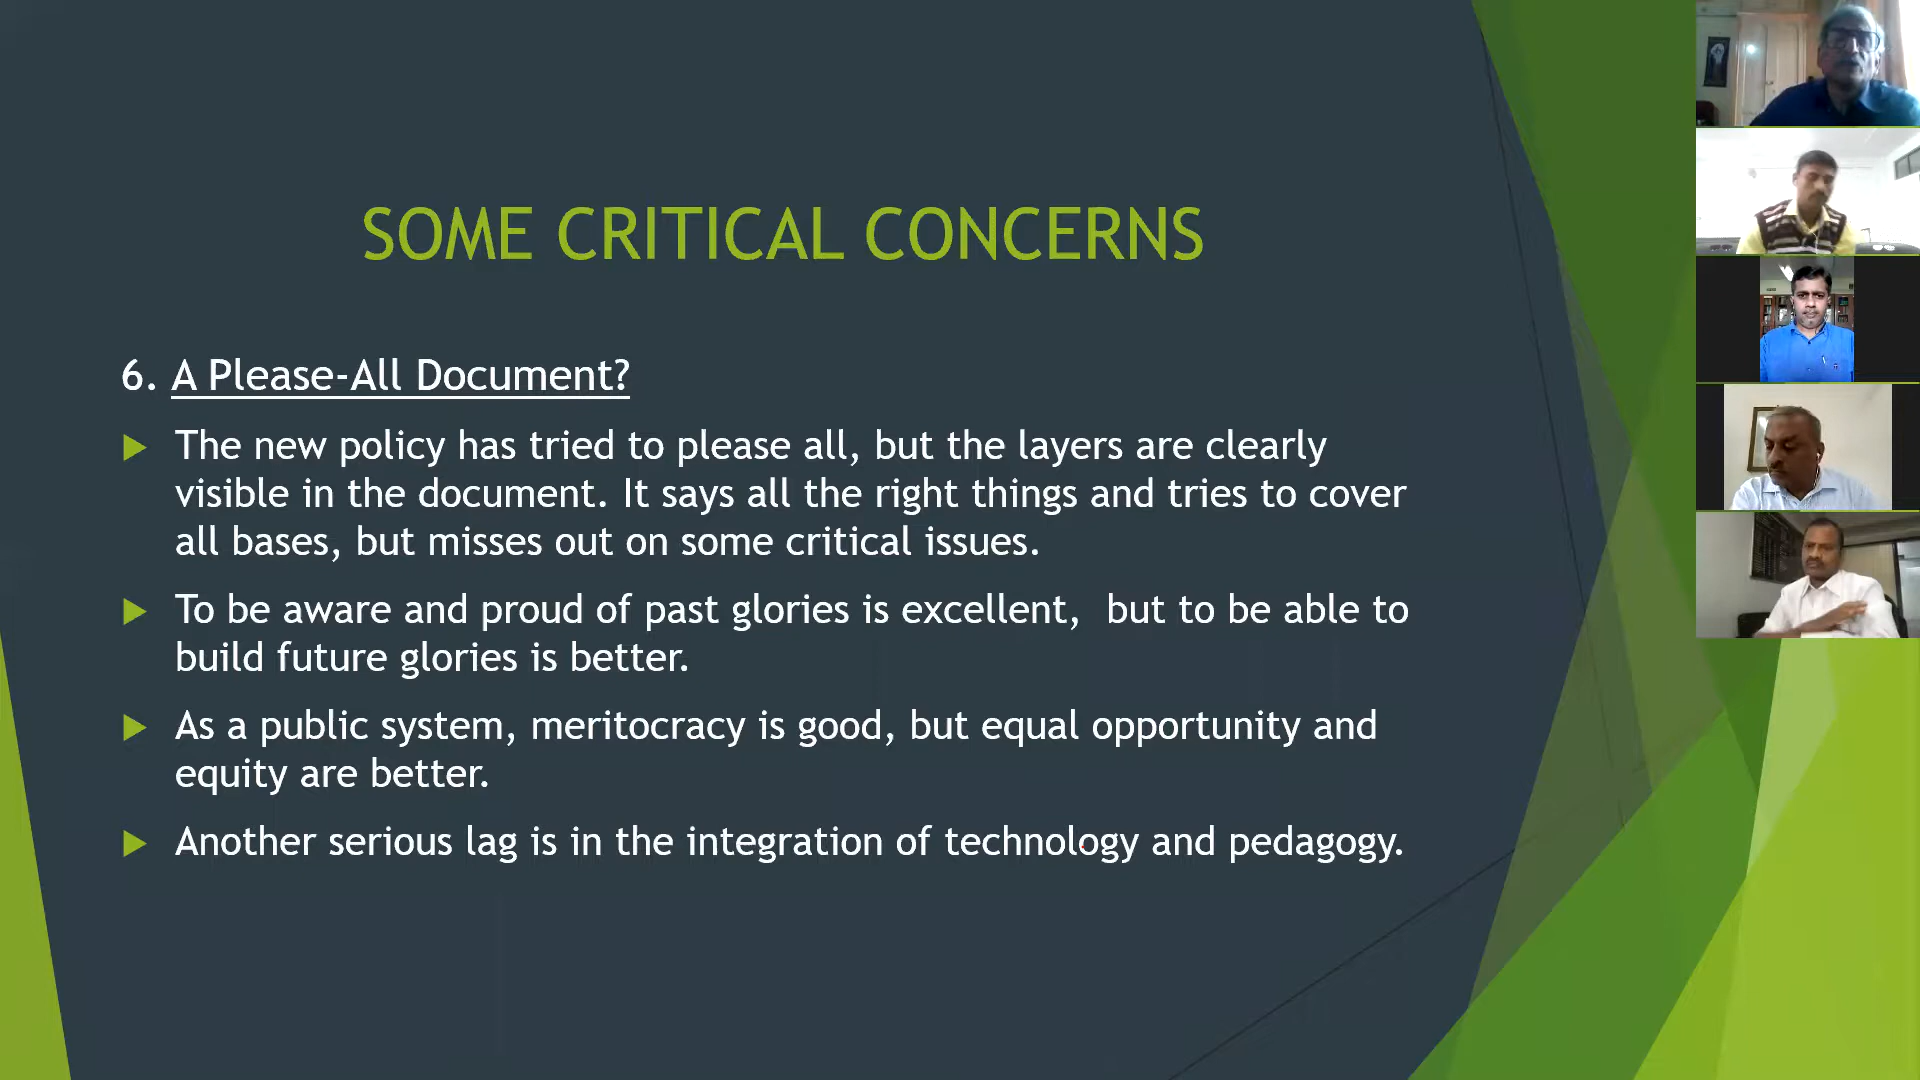 SOME CRITICAL CONCERNS
6. A Please-All Document?
The new policy has tried to please all, but the layers are clearly
visible in the document. It says all the right things and tries to cover
all bases, but misses out on some critical issues.
To be aware and proud of past glories is excellent,  but to be able to
build future glories is better.
As a public system, meritocracy is good, but equal opportunity and
equity are better.
Another serious lag is in the integration of technology and pedagogy.